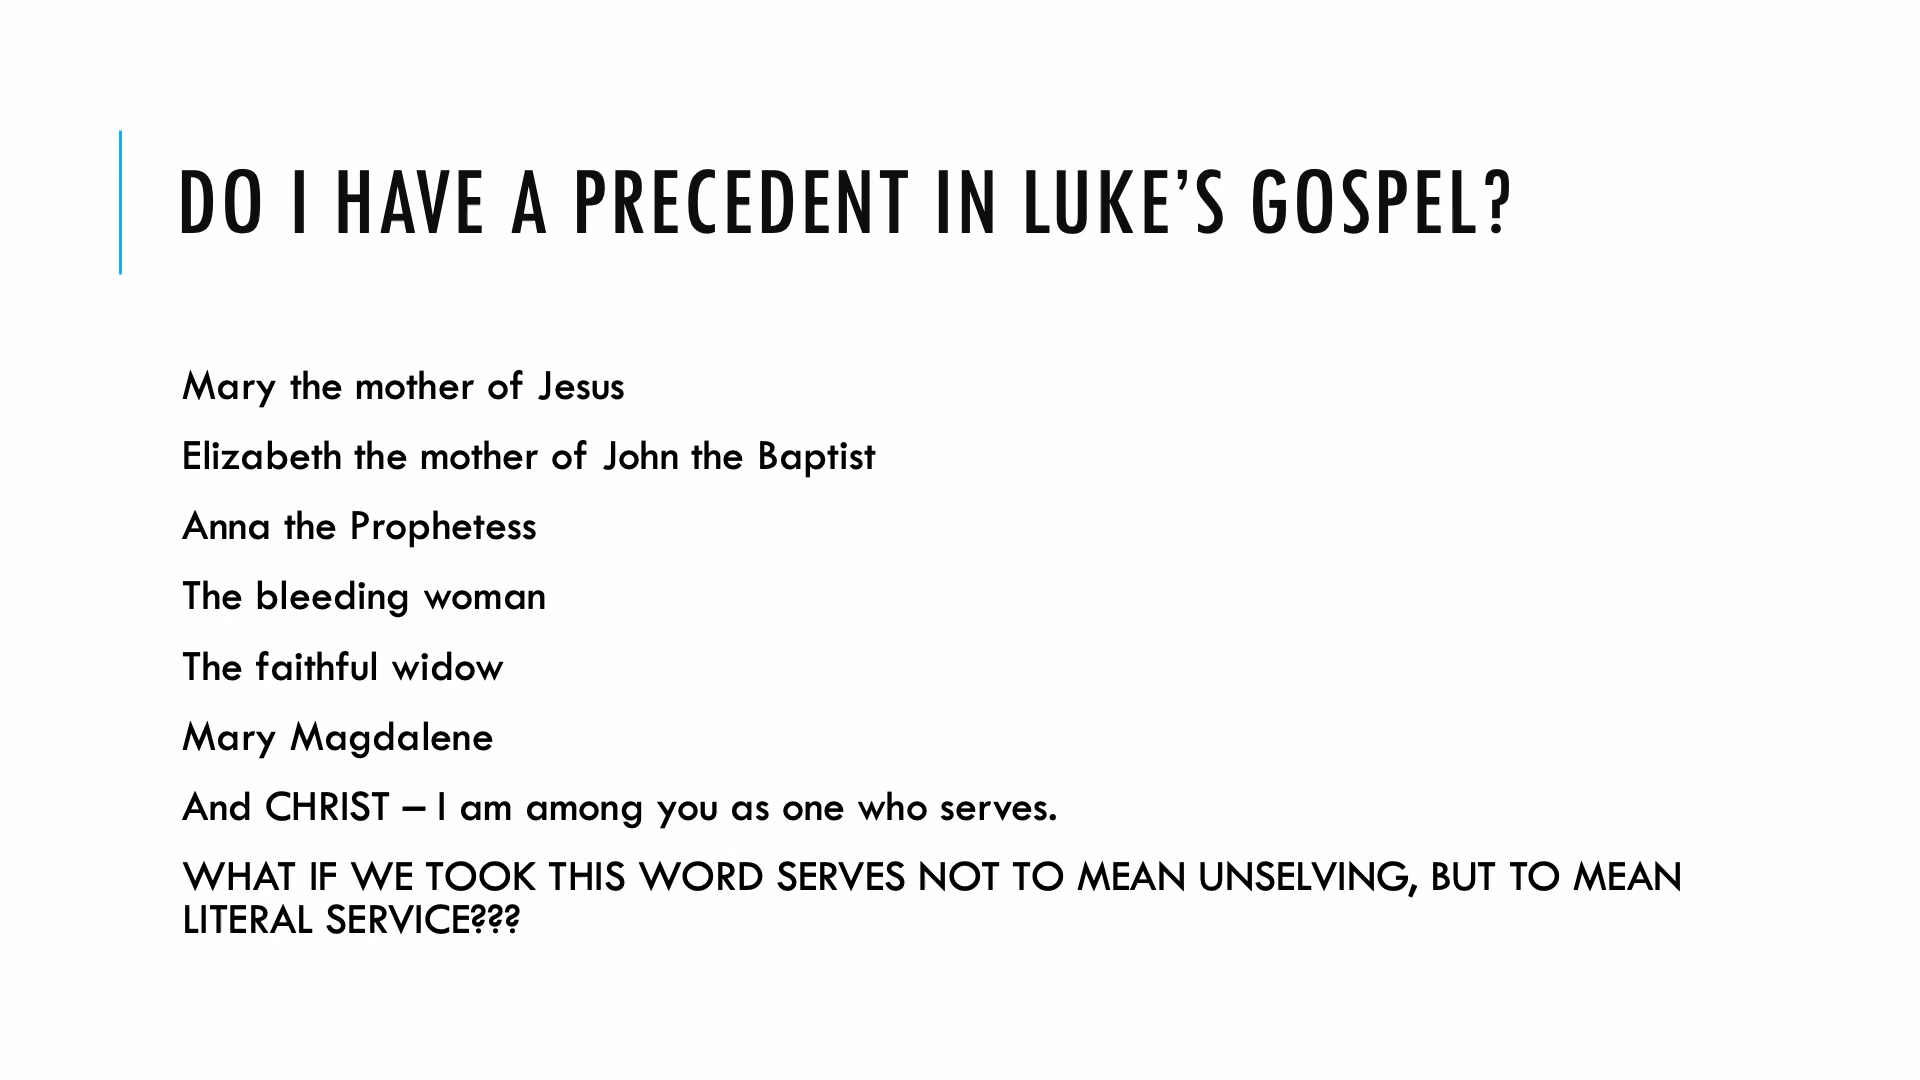 DO I HAVE A PRECEDENT IN LUKE’S GOSPEL?
Mary the mother of Jesus
Elizabeth the mother of John the Baptist
Anna the Prophetess
The bleeding woman
The faithful widow
Mary Magdalene
And CHRIST – I am among you as one who serves.
WHAT IF WE TOOK THIS WORD SERVES NOT TO MEAN UNSELVING, BUT TO MEAN
LITERAL SERVICE???